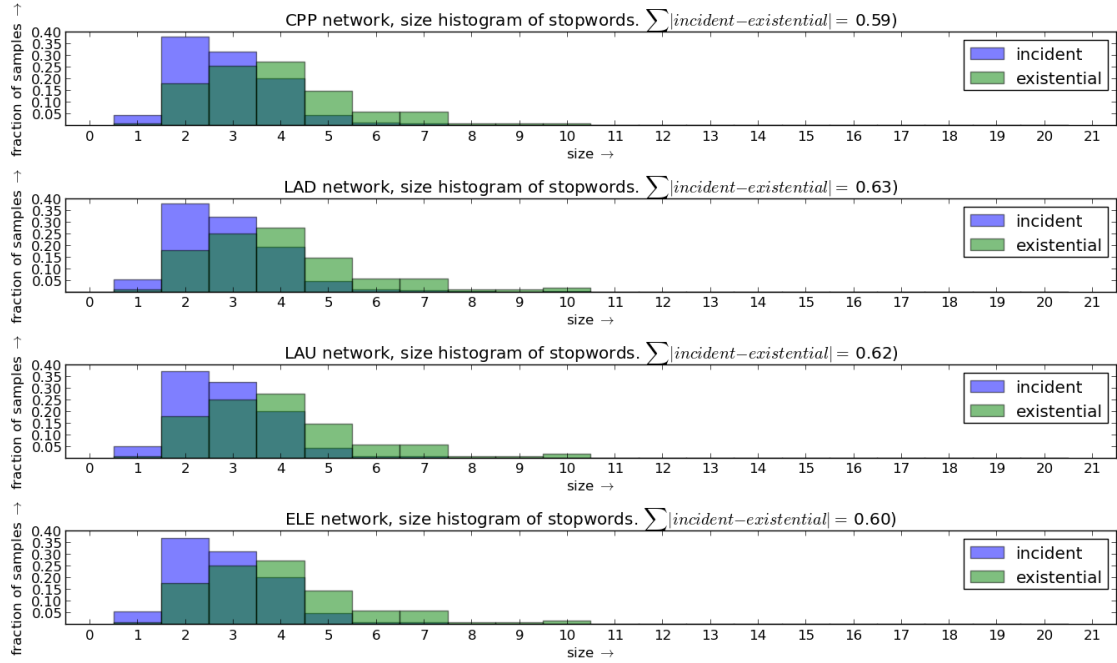 CPP network, size histogram of stopwords. ∑|incident−existential| = 0.59)
fraction of samples →
0.40
0.35
0.30
0.25
0.20
0.15
0.10
0.05
incident
existential
0 1 2 3 4 5 6 7 8 9 10 11 12 13 14 15 16 17 18 19 20 21
size →
LAD network, size histogram of stopwords. ∑|incident−existential| = 0.63)
fraction of samples →
0.40
0.35
0.30
0.25
0.20
0.15
0.10
0.05
incident
existential
0 1 2 3 4 5 6 7 8 9 10 11 12 13 14 15 16 17 18 19 20 21
size →
LAU network, size histogram of stopwords. ∑|incident−existential| = 0.62)
fraction of samples →
0.40
0.35
0.30
0.25
0.20
0.15
0.10
0.05
incident
existential
0 1 2 3 4 5 6 7 8 9 10 11 12 13 14 15 16 17 18 19 20 21
size →
ELE network, size histogram of stopwords. ∑|incident−existential| = 0.60)
fraction of samples →
0.40
0.35
0.30
0.25
0.20
0.15
0.10
0.05
incident
existential
0 1 2 3 4 5 6 7 8 9 10 11 12 13 14 15 16 17 18 19 20 21
size →